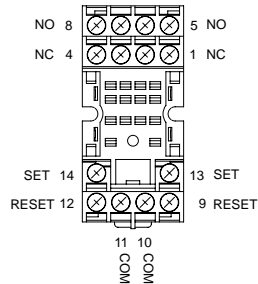 NO 8 5 NO
NC 4 1 NC
SET 14 13 SET
RESET 12 9 RESET
11 10
COM COM